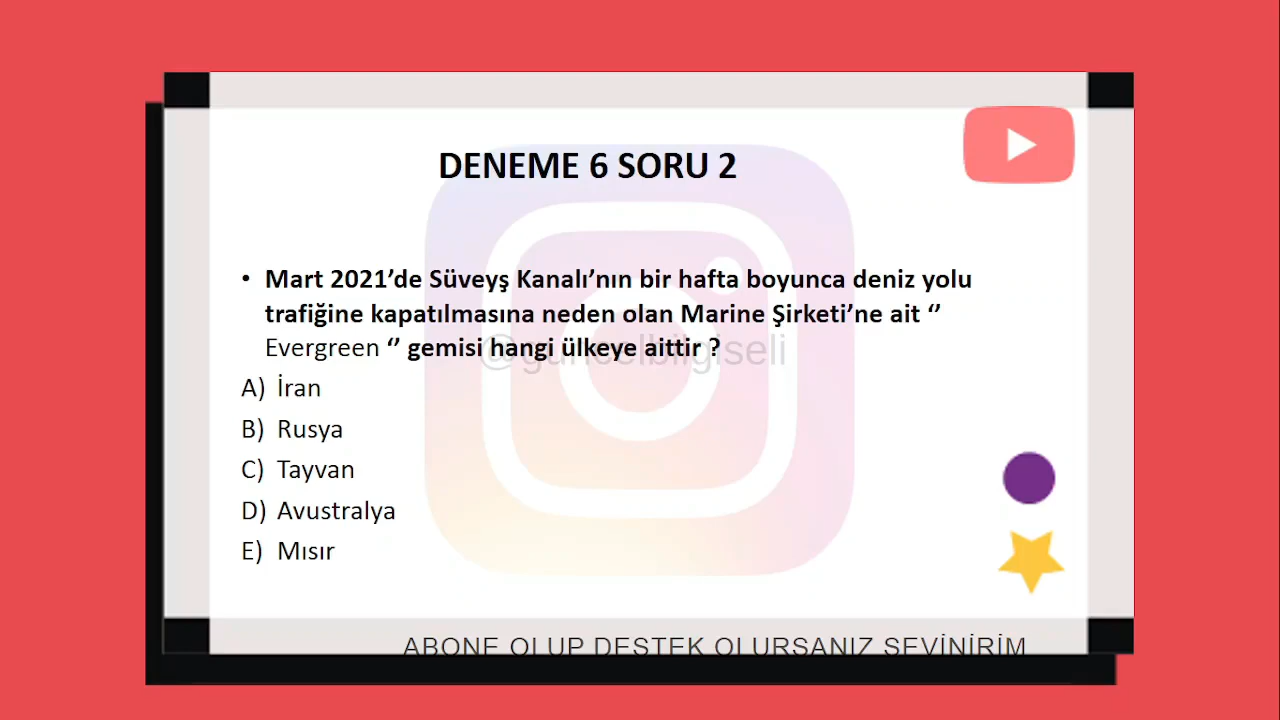 DENEME 6 SORU 2
• Mart 2021’de Süveyş Kanalı’nın bir hafta boyunca deniz yolu
trafiğine kapatılmasına neden olan Marine Şirketi’ne ait ‘’
Evergreen ‘’ gemisi hangi ülkeye aittir ?
@guncelbilgiseli
A) İran
B) Rusya
C) Tayvan
D) Avustralya
E) Mısır
ABONE OLUP DESTEK OLURSANIZ SEVİNİRİM